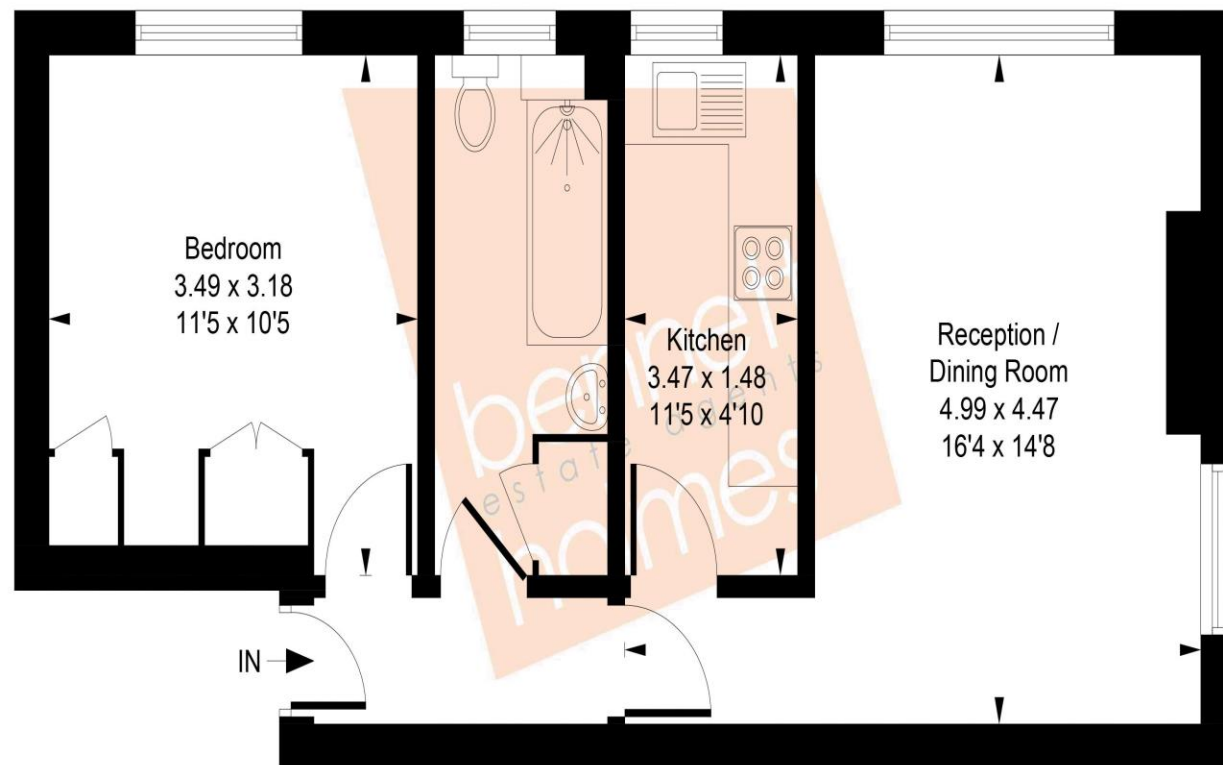 Bedroom
3.49 x 3.18
11'5 x 10'5
Kitchen
3.47 x 1.48
11'5 x 4'10
Reception /
Dining Room
4.99 x 4.47
16'4 x 14'8
IN
bennett
estate agents
homes